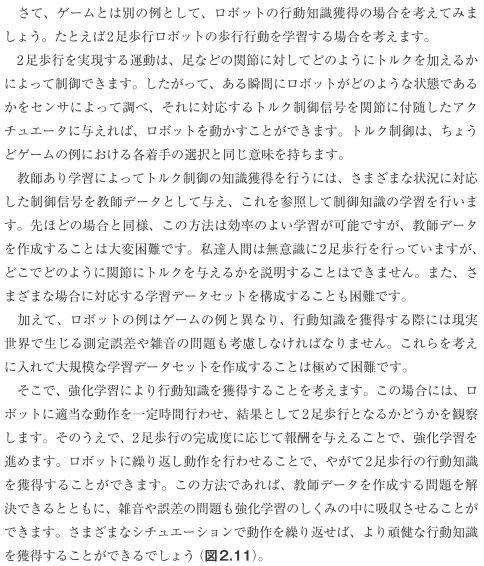 さて、ゲームとは別の例として、ロボットの行動知識獲得の場合を考えてみま
しょう。たとえば2足歩行ロボットの歩行行動を学習する場合を考えます。
2足歩行を実現する運動は、足などの関節に対してどのようにトルクを加えるか
によって制御できます。したがって、ある瞬間にロボットがどのような状態である
かをセンサによって調べ、それに対応するトルク制御信号を関節に付随したアク
チュエータに与えれば、ロボットを動かすことができます。トルク制御は、ちょう
どゲームの例における各着手の選択と同じ意味を持ちます。
教師あり学習によってトルク制御の知識獲得を行うには、さまざまな状況に対応
した制御信号を教師データとして与え、これを参照して制御知識の学習を行いま
す。先ほどの場合と同様、この方法は効率のよい学習が可能ですが、教師データ
を作成することは大変困難です。私達人間は無意識に2足歩行を行っていますが、
どこでどのように関節にトルクを与えるかを説明することはできません。また、さ
まざまな場合に対応する学習データセットを構成することも困難です。
加えて、ロボットの例はゲームの例と異なり、行動知識を獲得する際には現実
世界で生じる測定誤差や雑音の問題も考慮しなければなりません。これらを考え
に入れて大規模な学習データセットを作成することは極めて困難です。
そこで、強化学習により行動知識を獲得することを考えます。この場合には、ロ
ボットに適当な動作を一定時間行わせ、結果として2足歩行となるかどうかを観察
します。そのうえで、2足歩行の完成度に応じて報酬を与えることで、強化学習を
進めます。ロボットに繰り返し動作を行わせることで、やがて2足歩行の行動知識
を獲得することができます。この方法であれば、教師データを作成する問題を解
決できるとともに、雑音や誤差の問題も強化学習のしくみの中に吸収させることが
できます。さまざまなシチュエーションで動作を繰り返せば、より頑健な行動知識
を獲得することができるでしょう（図2.11）。